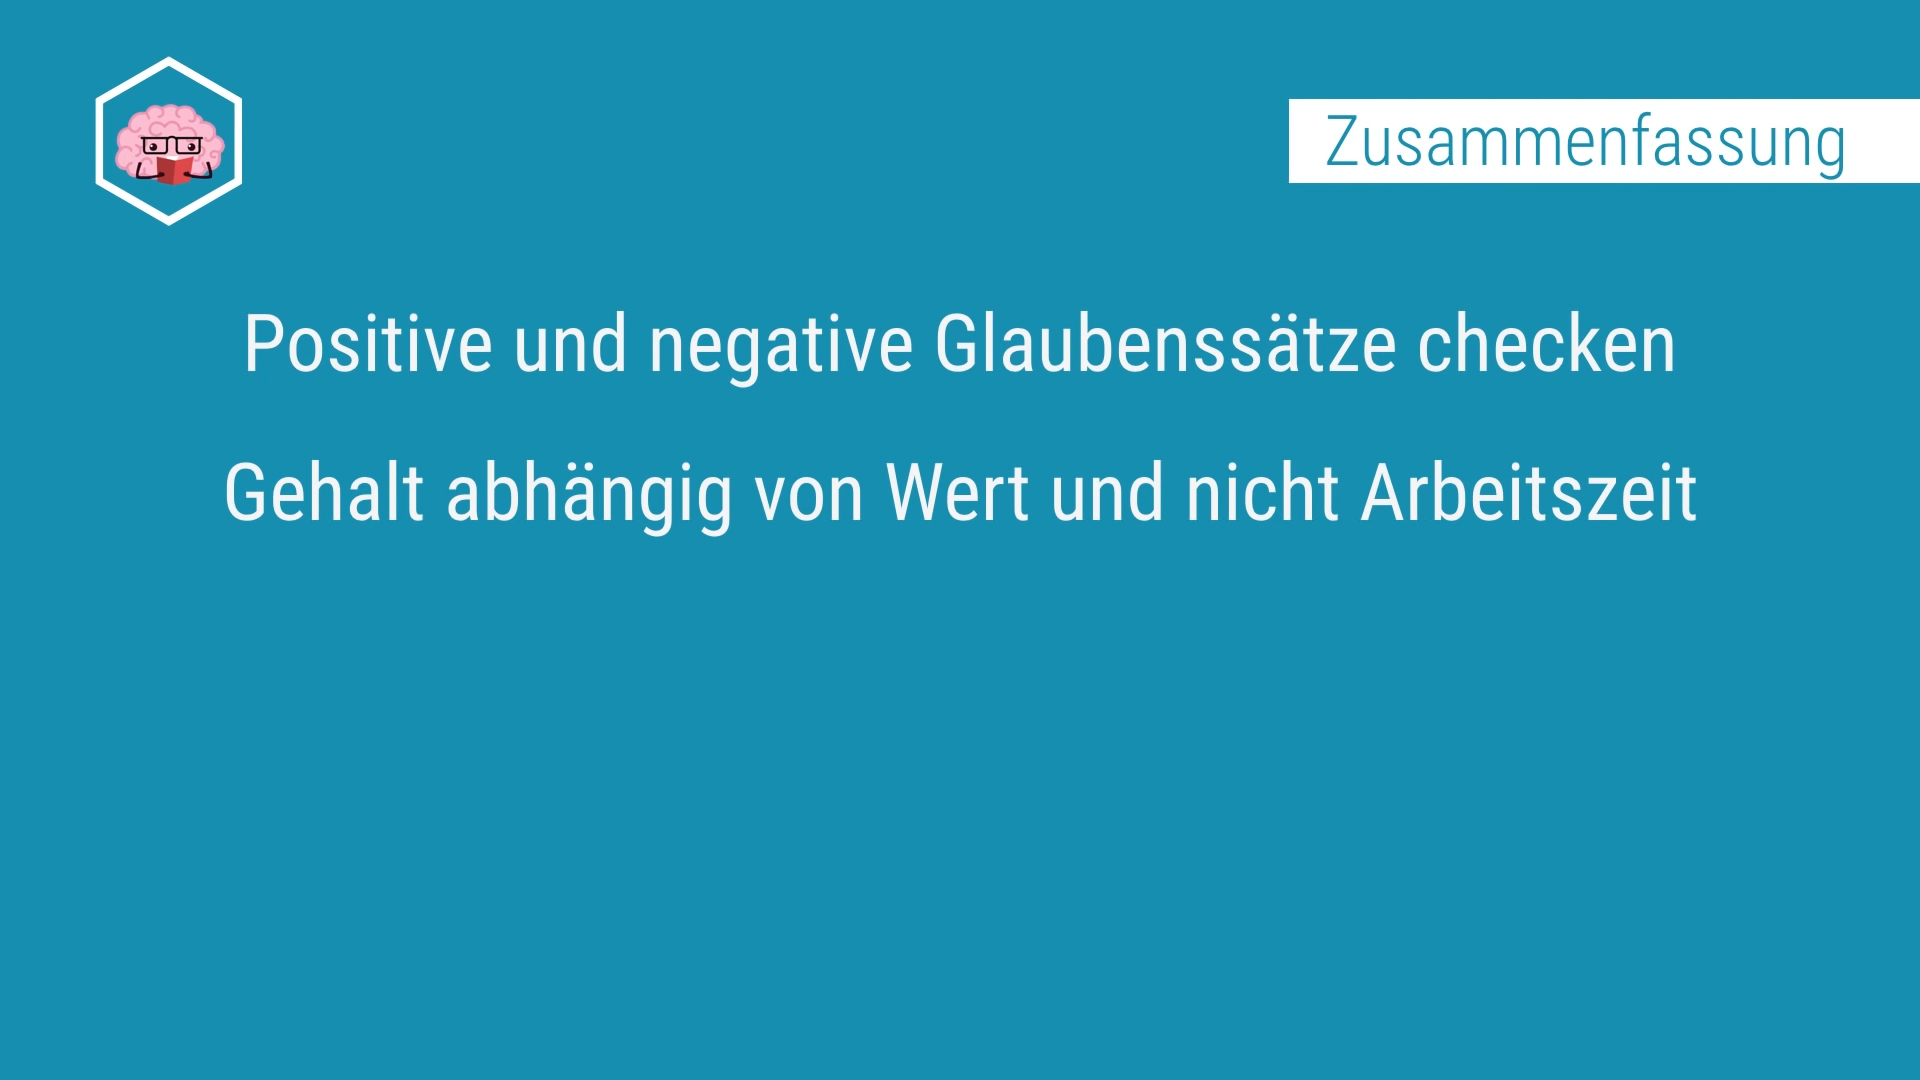 Zusammenfassung
Positive und negative Glaubenssätze checken
Gehalt abhängig von Wert und nicht Arbeitszeit